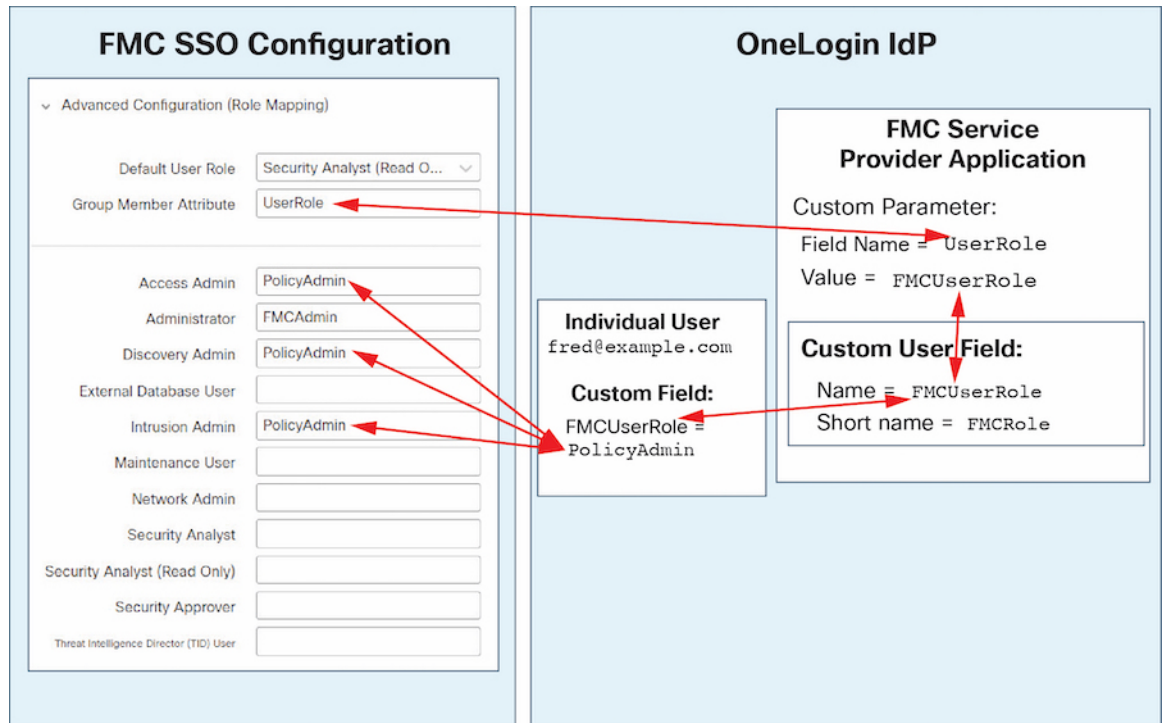 FMC SSO Configuration
Advanced Configuration (Role Mapping)
Default User Role Security Analyst (Read O...
Group Member Attribute UserRole
Access Admin PolicyAdmin
Administrator FMCAdmin
Discovery Admin PolicyAdmin
External Database User
Intrusion Admin PolicyAdmin
Maintenance User
Network Admin
Security Analyst
Security Analyst (Read Only)
Security Approver
Threat Intelligence Director (TID) User
OneLogin IdP
Individual User
fred@example.com
Custom Field:
FMCUserRole =
PolicyAdmin
FMC Service
Provider Application
Custom Parameter:
Field Name = UserRole
Value = FMCUserRole
Custom User Field:
Name = FMCUserRole
Short name = FMCRole